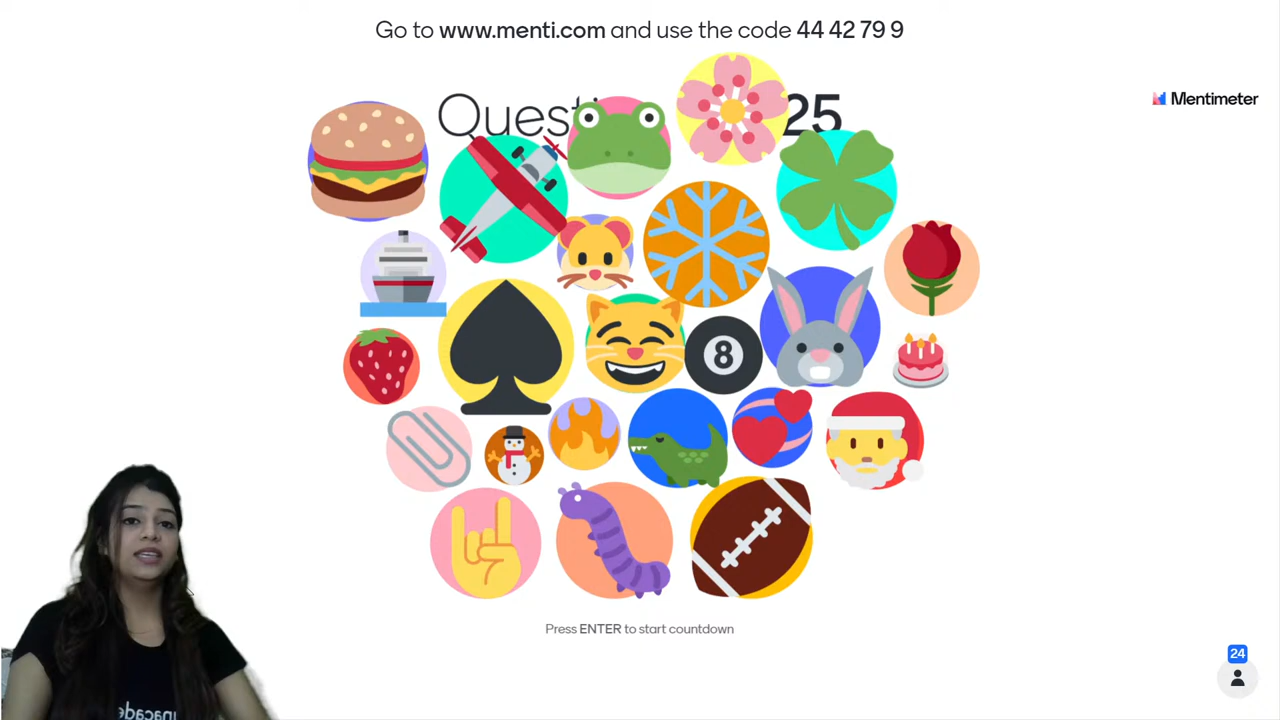 Go to www.menti.com and use the code 44 42 79 9
25
Mentimeter
8
Press ENTER to start countdown
24